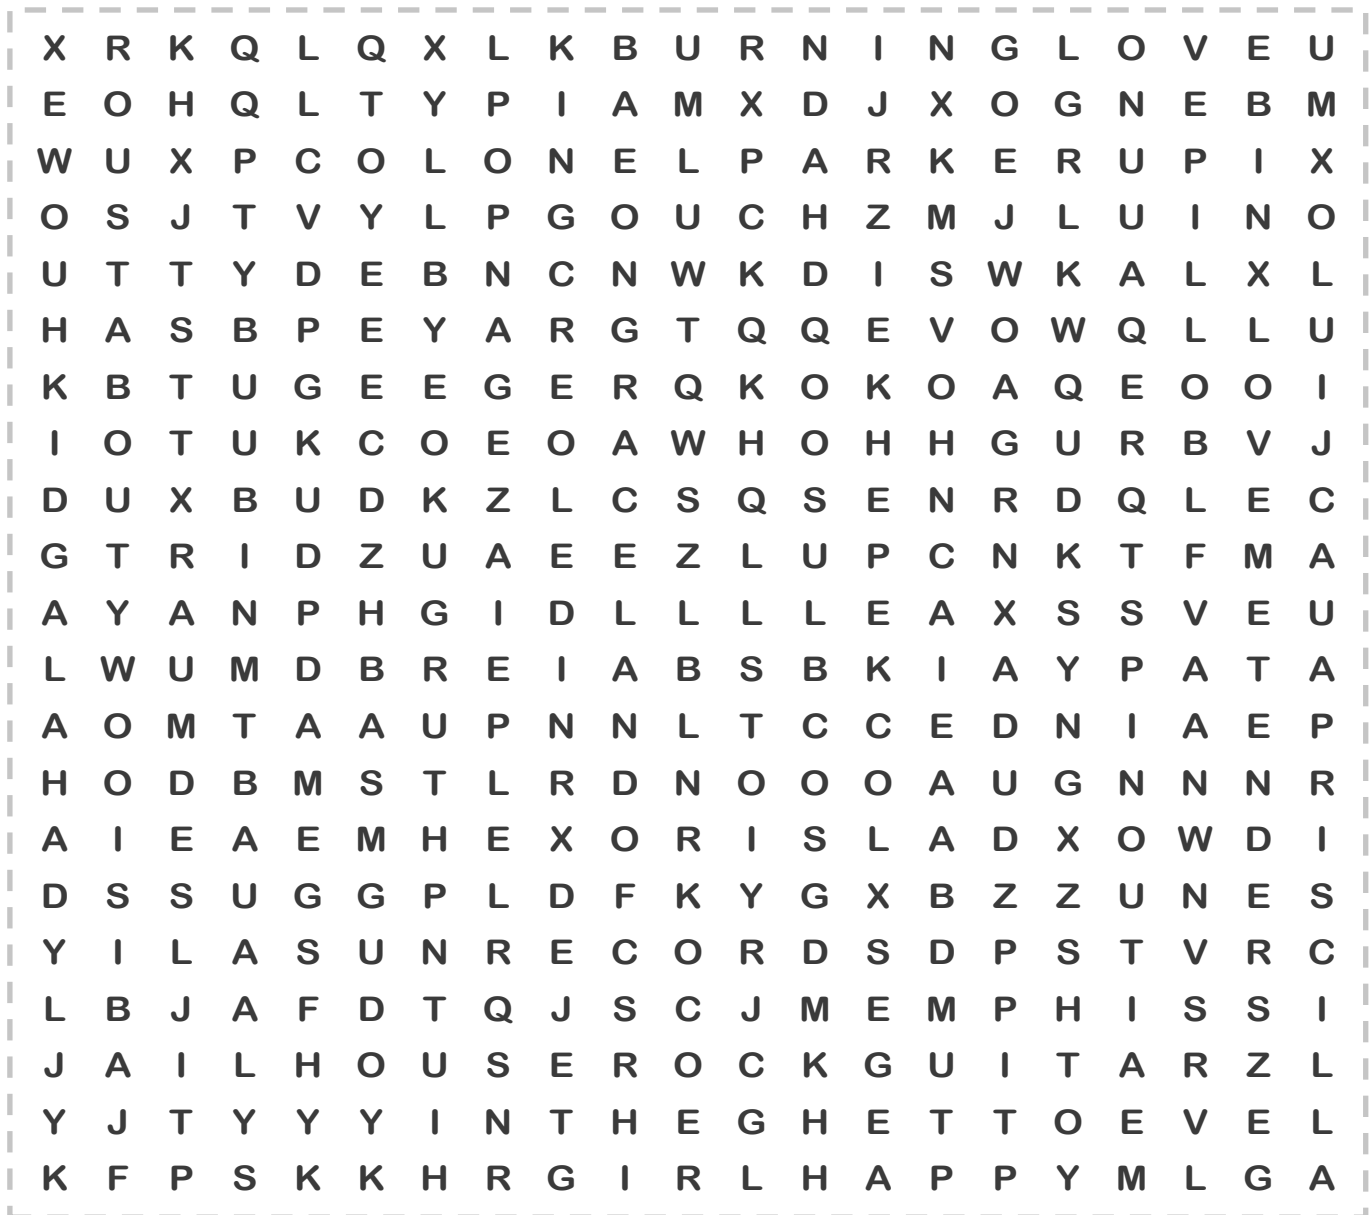 X R K Q L Q X L K B U R N I N G L O V E U
E O H Q L T Y P I A M X D J X O G N E B M
W U X P C O L O N E L P A R K E R U P I X
O S J T V Y L P G O U C H Z M J L U I N O
U T T Y D E B N C N W K D I S W K A L X L
H A S B P E Y A R G T Q Q E V O W Q L L U
K B T U G E E G E R Q K O K O A Q E O O I
I O T U K C O E O A W H O H H G U R B V J
D U X B U D K Z L C S Q S E N R D Q L E C
G T R I D Z U A E E Z L U P C N K T F M A
A Y A N P H G I D L L L L E A X S S V E U
L W U M D B R E I A B S B K I A Y P A T A
A O M T A A U P N N L T C C E D N I A E P
H O D B M S T L R D N O O O A U G N N N R
A I E A E M H E X O R I S L A D X O W D I
D S S U G G P L D F K Y G X B Z Z U N E S
Y I L A S U N R E C O R D S D P S T V R C
L B J A F D T Q J S C J M E M P H I S S I
J A I L H O U S E R O C K G U I T A R Z L
Y J T Y Y Y I N T H E G H E T T O E V E L
K F P S K K H R G I R L H A P P Y M L G A